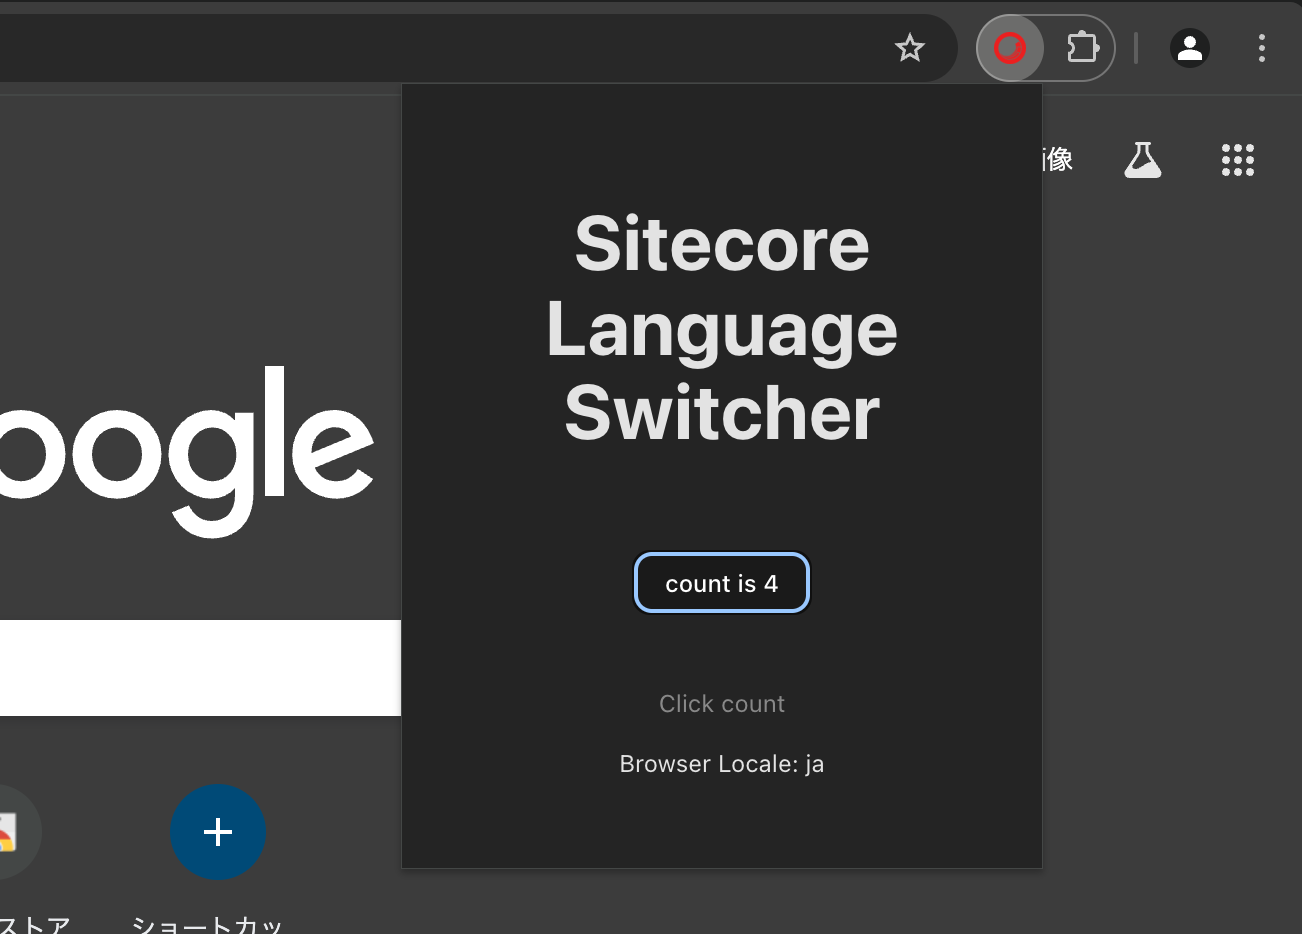 像
Sitecore
Language
Switcher
oogle
count is 4
Click count
Browser Locale: ja
ストア
ショートカッ